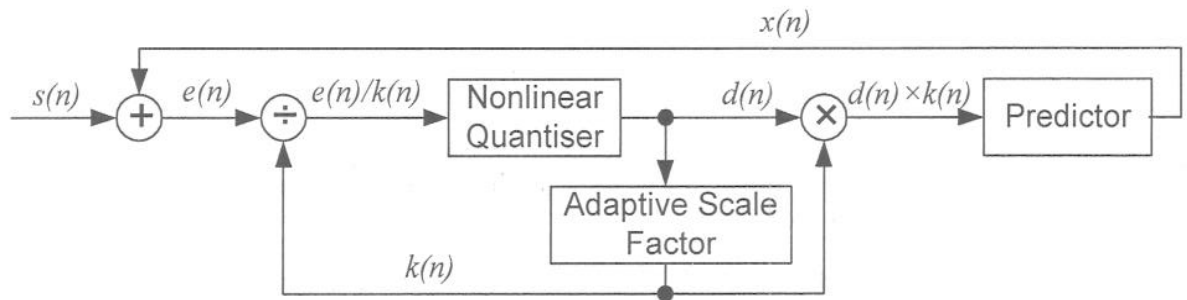 x(n)
s(n)
e(n)
e(n)/k(n)
Nonlinear
Quantiser
d(n)
d(n)×k(n)
Predictor
+
÷
×
Adaptive Scale
Factor
k(n)